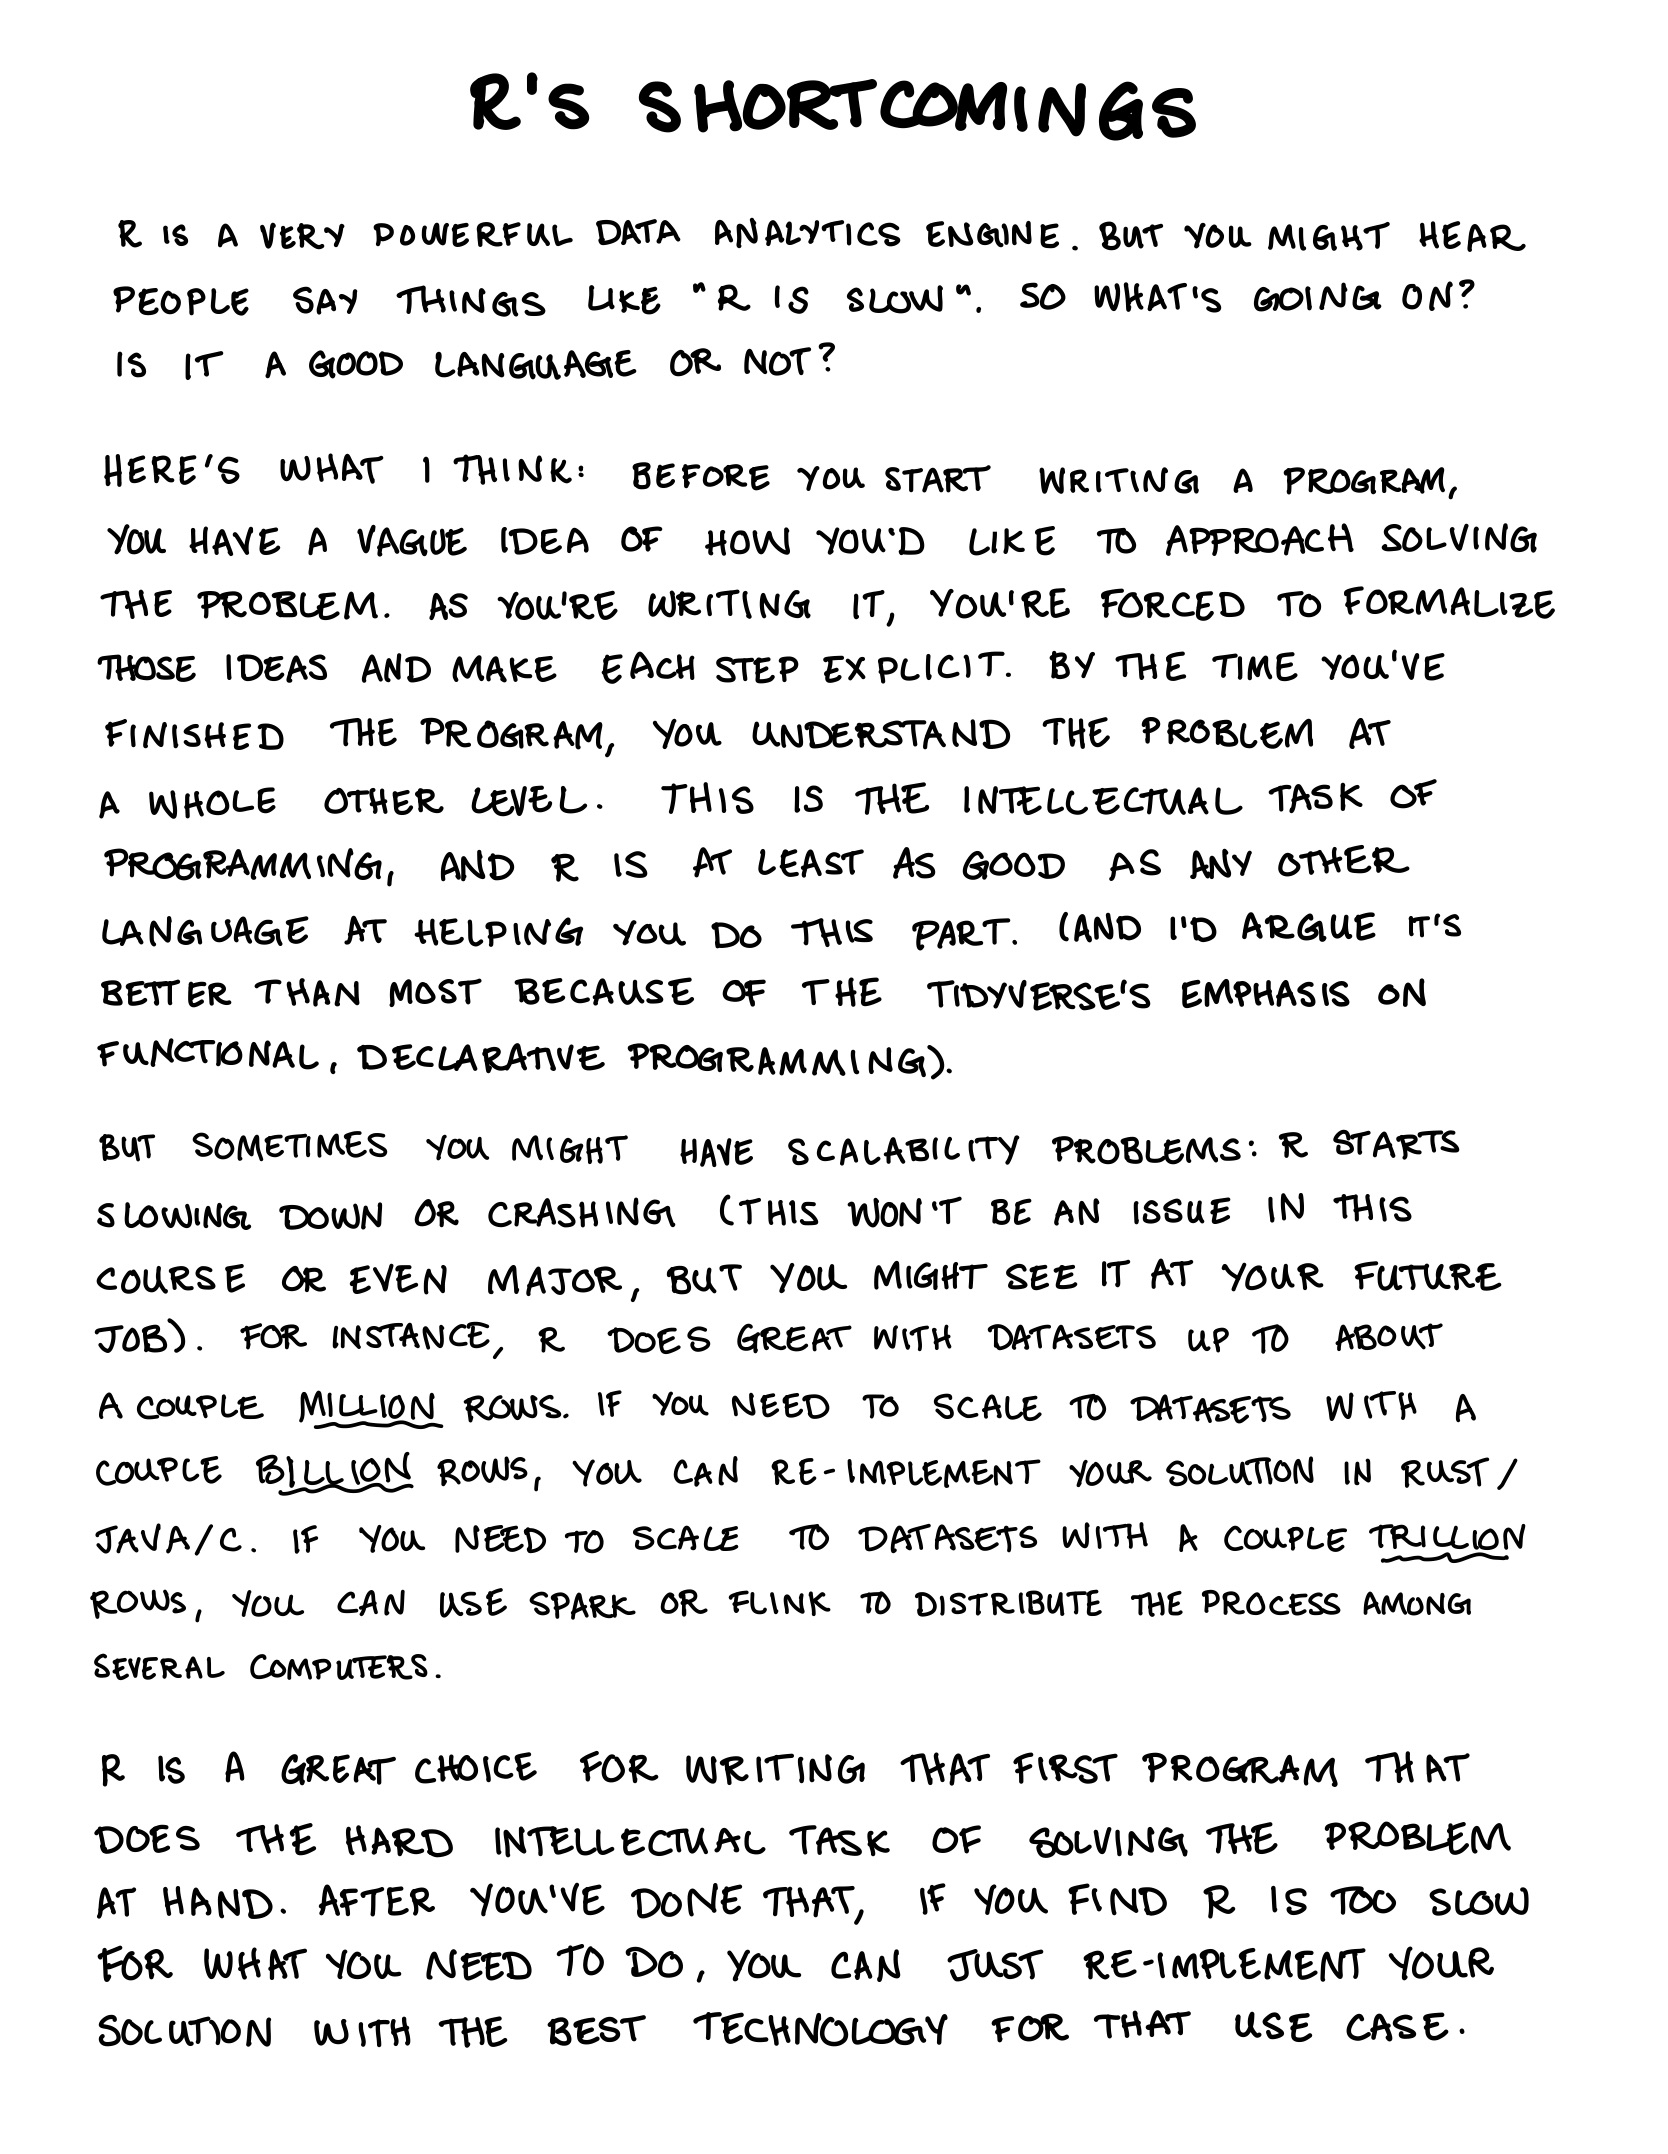 R'S SHORTCOMINGS
R IS A VERY POWERFUL DATA ANALYTICS ENGINE. BUT YOU MIGHT HEAR
PEOPLE SAY THINGS LIKE "R IS SLOW". SO WHAT'S GOING ON?
IS IT A GOOD LANGUAGE OR NOT?
HERE'S WHAT I THINK: BEFORE YOU START WRITING A PROGRAM,
YOU HAVE A VAGUE IDEA OF HOW YOU'D LIKE TO APPROACH SOLVING
THE PROBLEM. AS YOU'RE WRITING IT, YOU'RE FORCED TO FORMALIZE
THOSE IDEAS AND MAKE EACH STEP EXPLICIT. BY THE TIME YOU'VE
FINISHED THE PROGRAM, YOU UNDERSTAND THE PROBLEM AT
A WHOLE OTHER LEVEL. THIS IS THE INTELLECTUAL TASK OF
PROGRAMMING, AND R IS AT LEAST AS GOOD AS ANY OTHER
LANGUAGE AT HELPING YOU DO THIS PART. (AND I'D ARGUE IT'S
BETTER THAN MOST BECAUSE OF THE TIDYVERSE'S EMPHASIS ON
FUNCTIONAL, DECLARATIVE PROGRAMMING).
BUT SOMETIMES YOU MIGHT HAVE SCALABILITY PROBLEMS: R STARTS
SLOWING DOWN OR CRASHING (THIS WON'T BE AN ISSUE IN THIS
COURSE OR EVEN MAJOR, BUT YOU MIGHT SEE IT AT YOUR FUTURE
JOB). FOR INSTANCE, R DOES GREAT WITH DATASETS UP TO ABOUT
A COUPLE MILLION ROWS. IF YOU NEED TO SCALE TO DATASETS WITH A
COUPLE BILLION ROWS, YOU CAN RE-IMPLEMENT YOUR SOLUTION IN RUST/
JAVA/C. IF YOU NEED TO SCALE TO DATASETS WITH A COUPLE TRILLION
ROWS, YOU CAN USE SPARK OR FLINK TO DISTRIBUTE THE PROCESS AMONG
SEVERAL COMPUTERS.
R IS A GREAT CHOICE FOR WRITING THAT FIRST PROGRAM THAT
DOES THE HARD INTELLECTUAL TASK OF SOLVING THE PROBLEM
AT HAND. AFTER YOU'VE DONE THAT, IF YOU FIND R IS TOO SLOW
FOR WHAT YOU NEED TO DO, YOU CAN JUST RE-IMPLEMENT YOUR
SOLUTION WITH THE BEST TECHNOLOGY FOR THAT USE CASE.